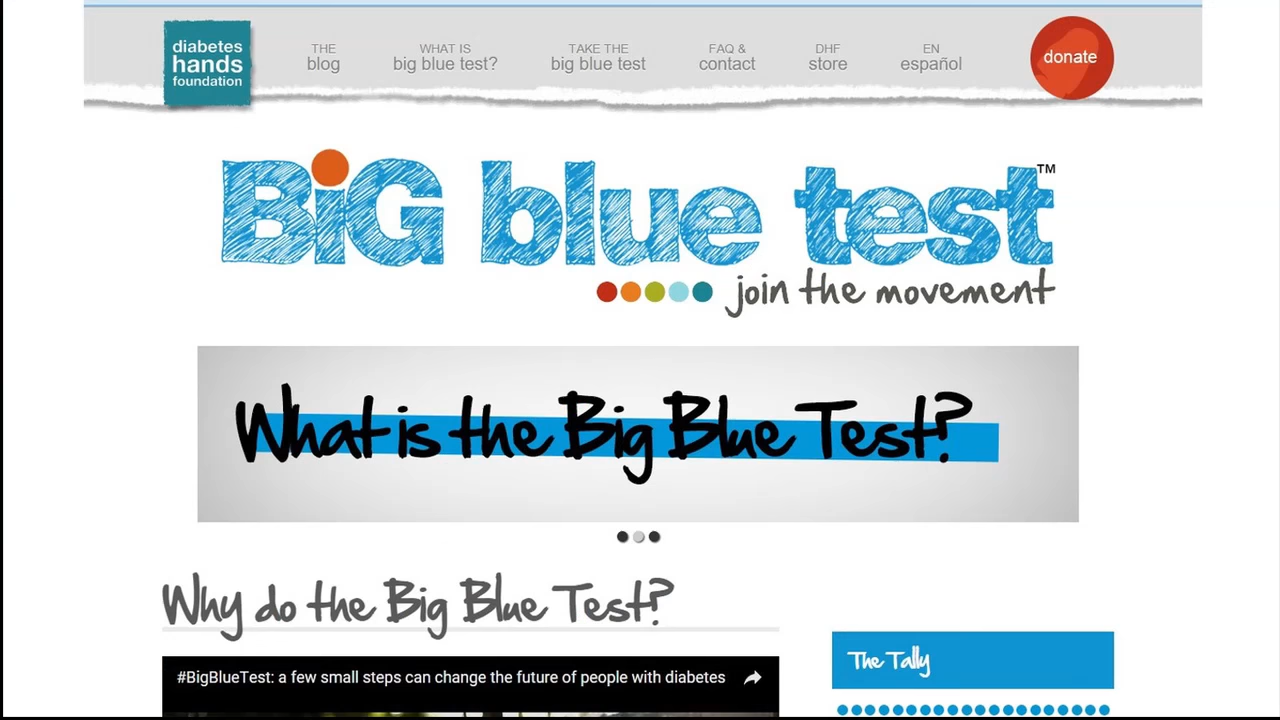 diabetes
hands
foundation
THE
blog
WHAT IS
big blue test?
TAKE THE
big blue test
FAQ &
contact
DHF
store
EN
español
donate
BiG blue test™
join the movement
What is the Big Blue Test?
Why do the Big Blue Test?
#BigBlueTest: a few small steps can change the future of people with diabetes
The Tally